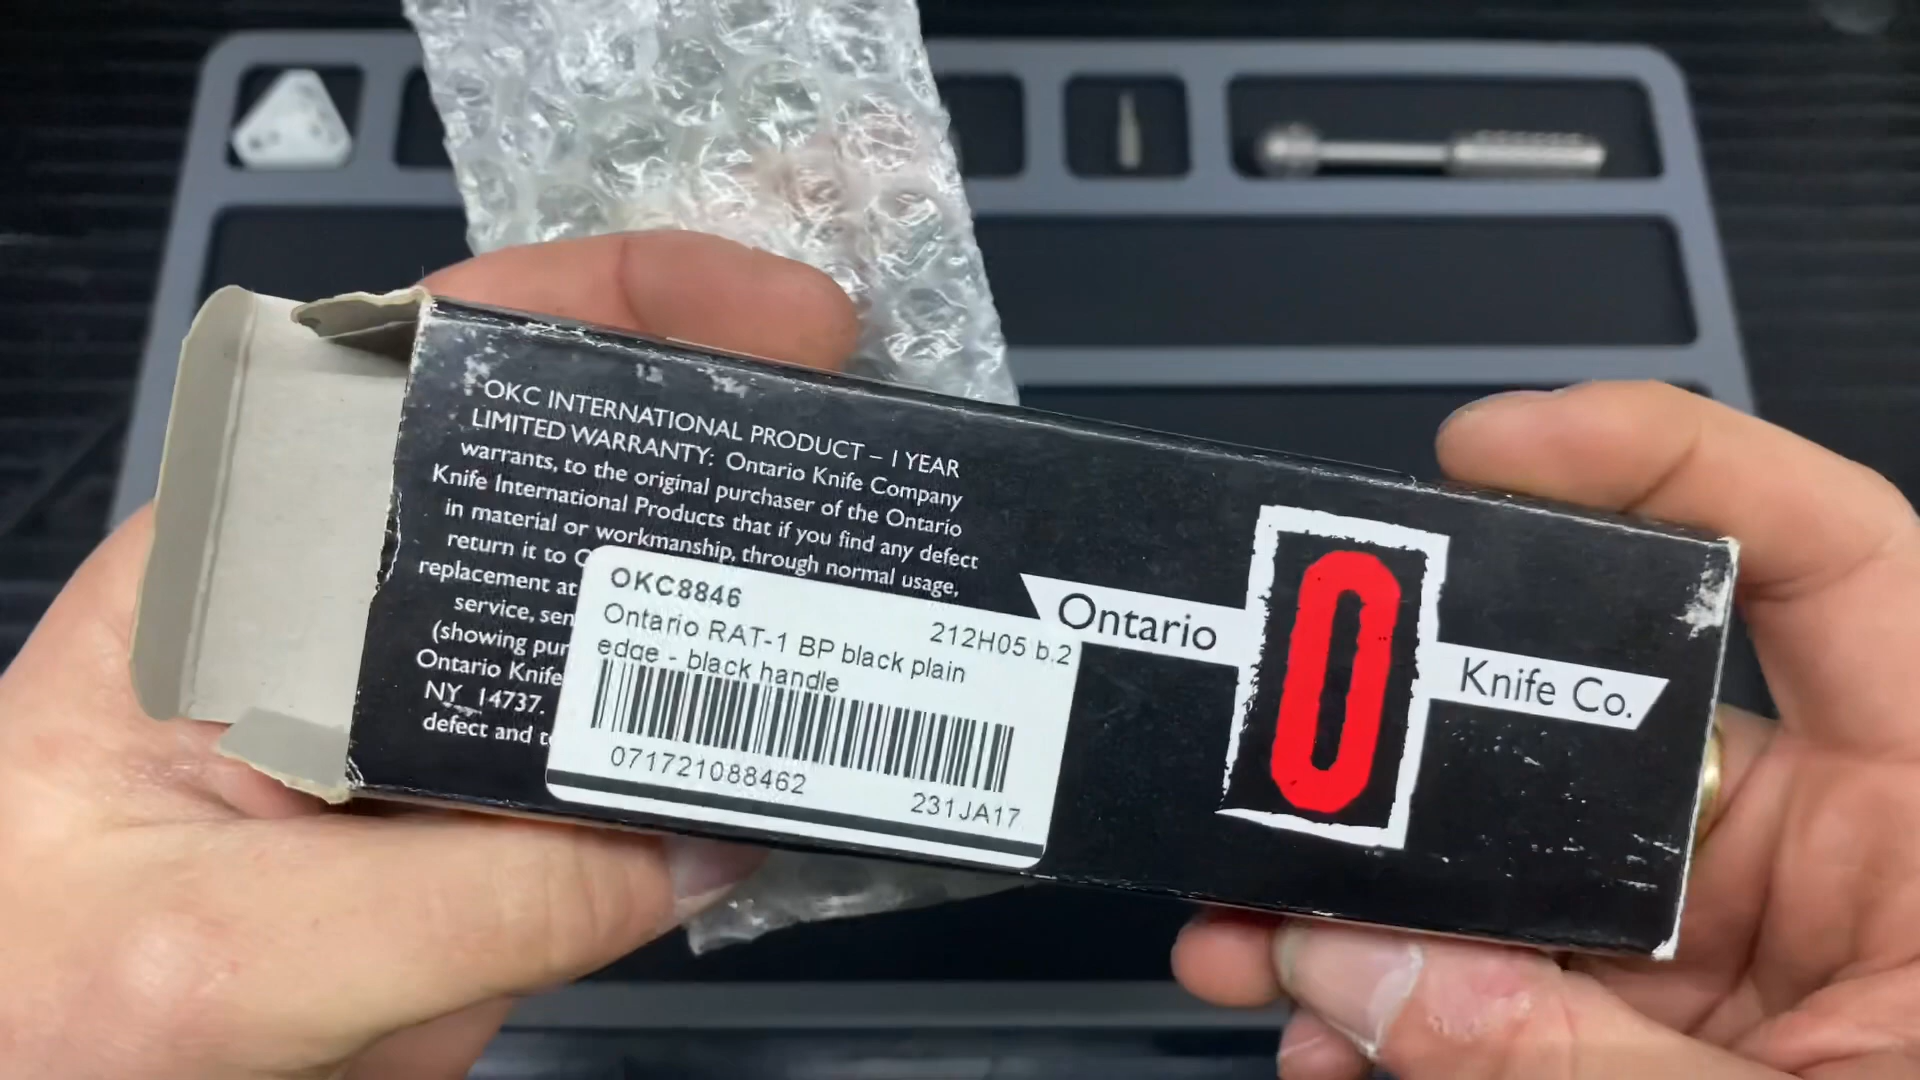 OKC INTERNATIONAL PRODUCT – 1 YEAR
LIMITED WARRANTY: Ontario Knife Company
warrants, to the original purchaser of the Ontario
Knife International Products that if you find any defect
in material or workmanship, through normal usage,
return it to
replacement at
service,
(showing
Ontario Knife
NY 14737.
defect and
OKC8846
212H05 b.2
Ontario RAT-1 BP black plain
edge - black handle
071721088462
231JA17
Ontario
Knife Co.